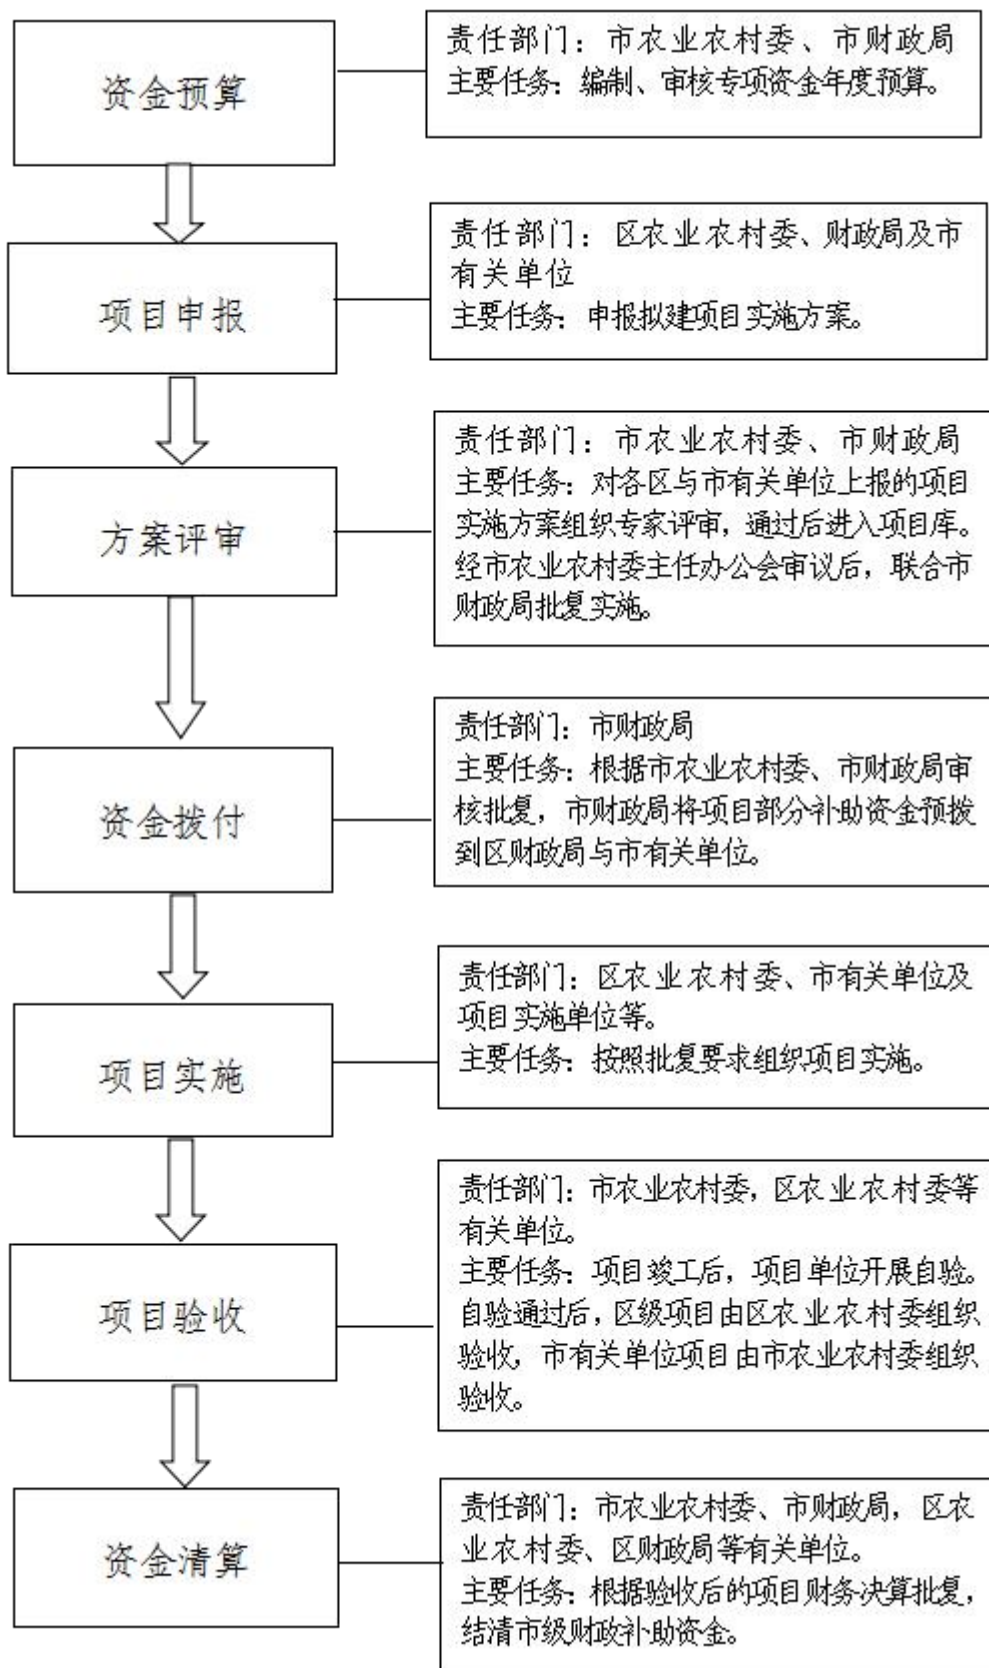 资金预算
责任部门：市农业农村委、市财政局
主要任务：编制、审核专项资金年度预算。
项目申报
责任部门：区农业农村委、财政局及市
有关单位
主要任务：申报拟建项目实施方案。
方案评审
责任部门：市农业农村委、市财政局
主要任务：对各区与市有关单位上报的项目
实施方案组织专家评审，通过后进入项目库。
经市农业农村委主任办公会审议后，联合市
财政局批复实施。
资金拨付
责任部门：市财政局
主要任务：根据市农业农村委、市财政局审
核批复，市财政局将项目部分补助资金预拨
到区财政局与市有关单位。
项目实施
责任部门：区农业农村委、市有关单位及
项目实施单位等。
主要任务：按照批复要求组织项目实施。
项目验收
责任部门：市农业农村委，区农业农村委等
有关单位。
主要任务：项目竣工后，项目单位开展自验。
自验通过后，区级项目由区农业农村委组织
验收，市有关单位项目由市农业农村委组织
验收。
资金清算
责任部门：市农业农村委、市财政局，区农
业农村委、区财政局等有关单位。
主要任务：根据验收后的项目财务决算批复，
结清市级财政补助资金。